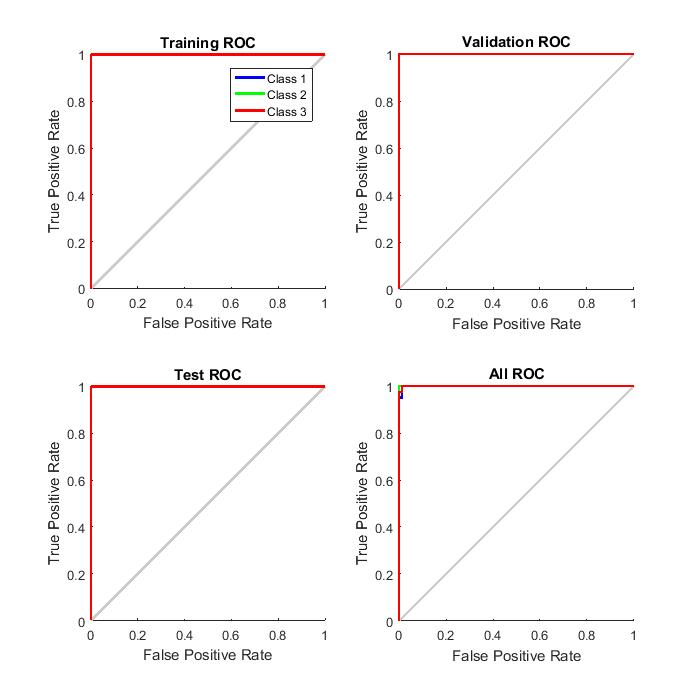 Training ROC
1
0.8
0.6
0.4
0.2
0
True Positive Rate
Class 1
Class 2
Class 3
0 0.2 0.4 0.6 0.8 1
False Positive Rate
Validation ROC
1
0.8
0.6
0.4
0.2
0
True Positive Rate
0 0.2 0.4 0.6 0.8 1
False Positive Rate
Test ROC
1
0.8
0.6
0.4
0.2
0
True Positive Rate
0 0.2 0.4 0.6 0.8 1
False Positive Rate
All ROC
1
0.8
0.6
0.4
0.2
0
True Positive Rate
0 0.2 0.4 0.6 0.8 1
False Positive Rate